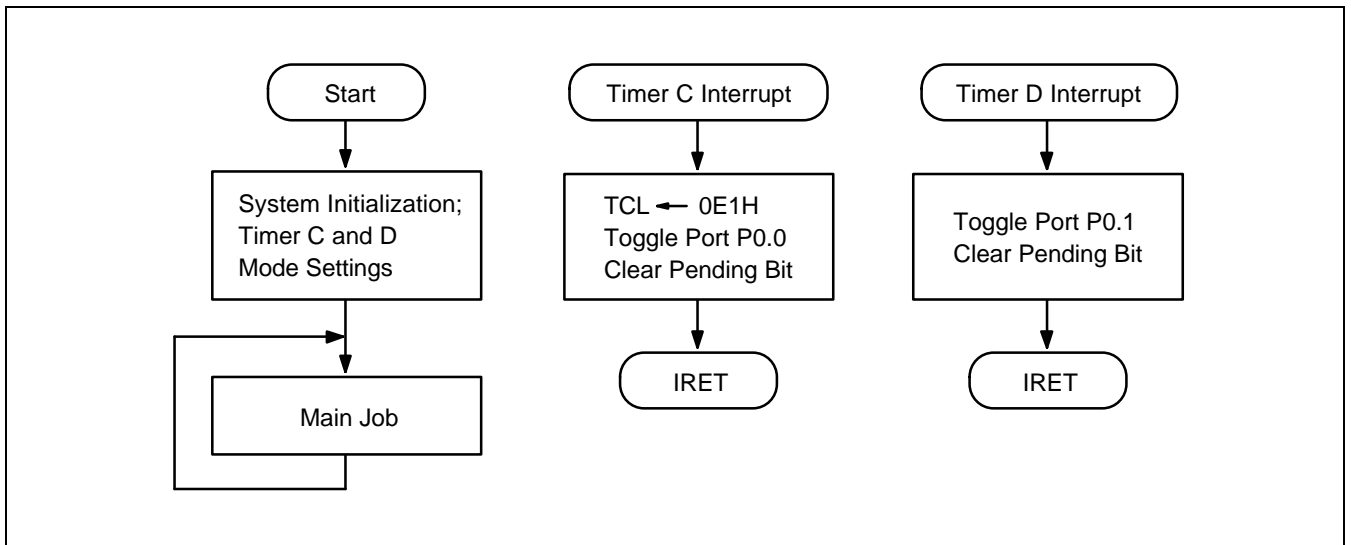 Start
System Initialization;
Timer C and D
Mode Settings
Main Job
Timer C Interrupt
TCL ← 0E1H
Toggle Port P0.0
Clear Pending Bit
IRET
Timer D Interrupt
Toggle Port P0.1
Clear Pending Bit
IRET